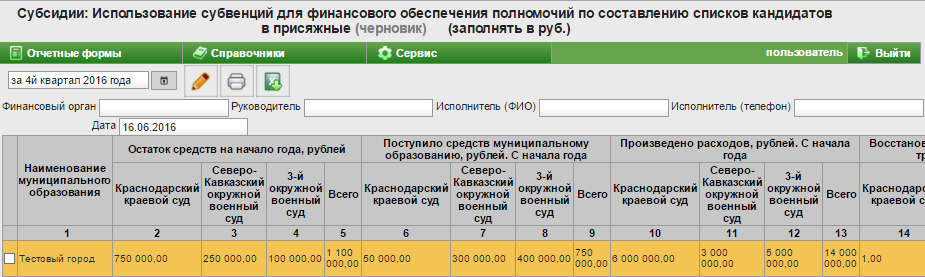 Субсидии: Использование субвенций для финансового обеспечения полномочий по составлению списков кандидатов
в присяжные (черновик) (заполнять в руб.)
Отчетные формы Справочники Сервис пользователь Выйти
за 4й квартал 2016 года
Финансовый орган Руководитель Исполнитель (ФИО) Исполнитель (телефон)
Дата 16.06.2016
Наименование муниципального образования
Остаток средств на начало года, рублей
Поступило средств муниципальному образованию, рублей. С начала года
Произведено расходов, рублей. С начала года
Краснодарский краевой суд
Северо-Кавказский окружной военный суд
3-й окружной военный суд
Всего
Краснодарский краевой суд
Северо-Кавказский окружной военный суд
3-й окружной военный суд
Всего
Краснодарский краевой суд
Северо-Кавказский окружной военный суд
3-й окружной военный суд
Всего
1 2 3 4 5 6 7 8 9 10 11 12 13 14
Тестовый город 750 000,00 250 000,00 100 000,00 1 100 000,00 50 000,00 300 000,00 400 000,00 750 000,00 6 000 000,00 3 000 000,00 5 000 000,00 14 000 000,00 1,00